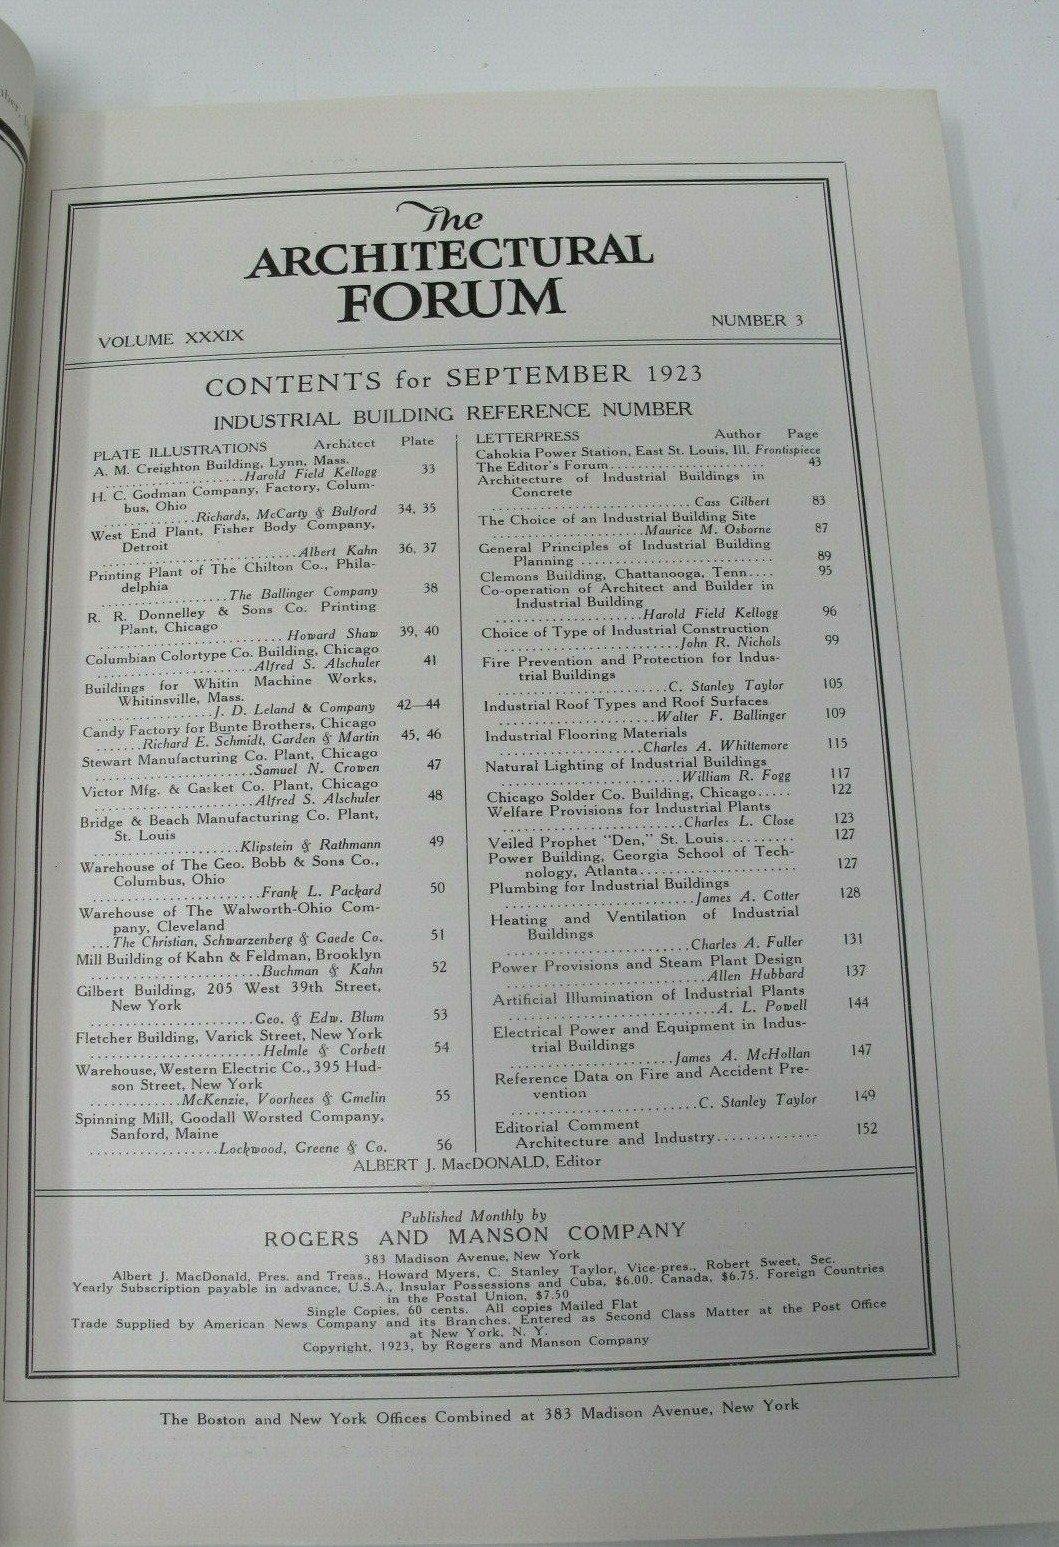 The
ARCHITECTURAL
FORUM
VOLUME XXXIX
NUMBER 3
CONTENTS for SEPTEMBER 1923
INDUSTRIAL BUILDING REFERENCE NUMBER
PLATE ILLUSTRATIONS Architect Plate
A. M. Creighton Building, Lynn, Mass.
......................Harold Field Kellogg 33
H. C. Godman Company, Factory, Colum-
bus, Ohio
..............Richards, McCarty & Bulford 34, 35
West End Plant, Fisher Body Company,
Detroit
............................Albert Kahn 36, 37
Printing Plant of The Chilton Co., Phila-
delphia
..................The Ballinger Company 38
R. R. Donnelley & Sons Co. Printing
Plant, Chicago
............................Howard Shaw 39, 40
Columbian Colortype Co. Building, Chicago
.......................Alfred S. Alschuler 41
Buildings for Whitin Machine Works,
Whitinsville, Mass.
.................J. D. Leland & Company 42—44
Candy Factory for Bunte Brothers, Chicago
.......Richard E. Schmidt, Garden & Martin 45, 46
Stewart Manufacturing Co. Plant, Chicago
.......................Samuel N. Crowen 47
Victor Mfg. & Gasket Co. Plant, Chicago
.......................Alfred S. Alschuler 48
Bridge & Beach Manufacturing Co. Plant,
St. Louis
.....................Klipstein & Rathmann 49
Warehouse of The Geo. Bobb & Sons Co.,
Columbus, Ohio
........................Frank L. Packard 50
Warehouse of The Walworth-Ohio Com-
pany, Cleveland
...The Christian, Schwarzenberg & Gaede Co. 51
Mill Building of Kahn & Feldman, Brooklyn
........................Buchman & Kahn 52
Gilbert Building, 205 West 39th Street,
New York
.......................Geo. & Edw. Blum 53
Fletcher Building, Varick Street, New York
........................Helmle & Corbett 54
Warehouse, Western Electric Co., 395 Hud-
son Street, New York
.............McKenzie, Voorhees & Gmelin 55
Spinning Mill, Goodall Worsted Company,
Sanford, Maine
..................Lockwood, Greene & Co. 56
LETTERPRESS Author Page
Cahokia Power Station, East St. Louis, Ill. Frontispiece
The Editor's Forum...................... 43
Architecture of Industrial Buildings in
Concrete
............................Cass Gilbert 83
The Choice of an Industrial Building Site
......................Maurice M. Osborne 87
General Principles of Industrial Building
Planning ........................... 89
Clemons Building, Chattanooga, Tenn.... 95
Co-operation of Architect and Builder in
Industrial Building
.....................Harold Field Kellogg 96
Choice of Type of Industrial Construction
..........................John R. Nichols 99
Fire Prevention and Protection for Indus-
trial Buildings
........................C. Stanley Taylor 105
Industrial Roof Types and Roof Surfaces
......................Walter F. Ballinger 109
Industrial Flooring Materials
....................Charles A. Whittemore 115
Natural Lighting of Industrial Buildings
.........................William R. Fogg 117
Chicago Solder Co. Building, Chicago..... 122
Welfare Provisions for Industrial Plants
.........................Charles L. Close 123
Veiled Prophet "Den," St. Louis.......... 127
Power Building, Georgia School of Tech-
nology, Atlanta...................... 127
Plumbing for Industrial Buildings
...........................James A. Cotter 128
Heating and Ventilation of Industrial
Buildings
..........................Charles A. Fuller 131
Power Provisions and Steam Plant Design
............................Allen Hubbard 137
Artificial Illumination of Industrial Plants
.............................A. L. Powell 144
Electrical Power and Equipment in Indus-
trial Buildings
.......................James A. McHollan 147
Reference Data on Fire and Accident Pre-
vention
..........................C. Stanley Taylor 149
Editorial Comment
Architecture and Industry.............. 152
ALBERT J. MacDONALD, Editor
Published Monthly by
ROGERS AND MANSON COMPANY
383 Madison Avenue, New York
Albert J. MacDonald, Pres. and Treas., Howard Myers, C. Stanley Taylor, Vice-pres., Robert Sweet, Sec.
Yearly Subscription payable in advance, U.S.A., Insular Possessions and Cuba, $6.00. Canada, $6.75. Foreign Countries
in the Postal Union, $7.50
Single Copies, 60 cents. All copies Mailed Flat
Trade Supplied by American News Company and its Branches. Entered as Second Class Matter at the Post Office
at New York, N. Y.
Copyright, 1923, by Rogers and Manson Company
The Boston and New York Offices Combined at 383 Madison Avenue, New York